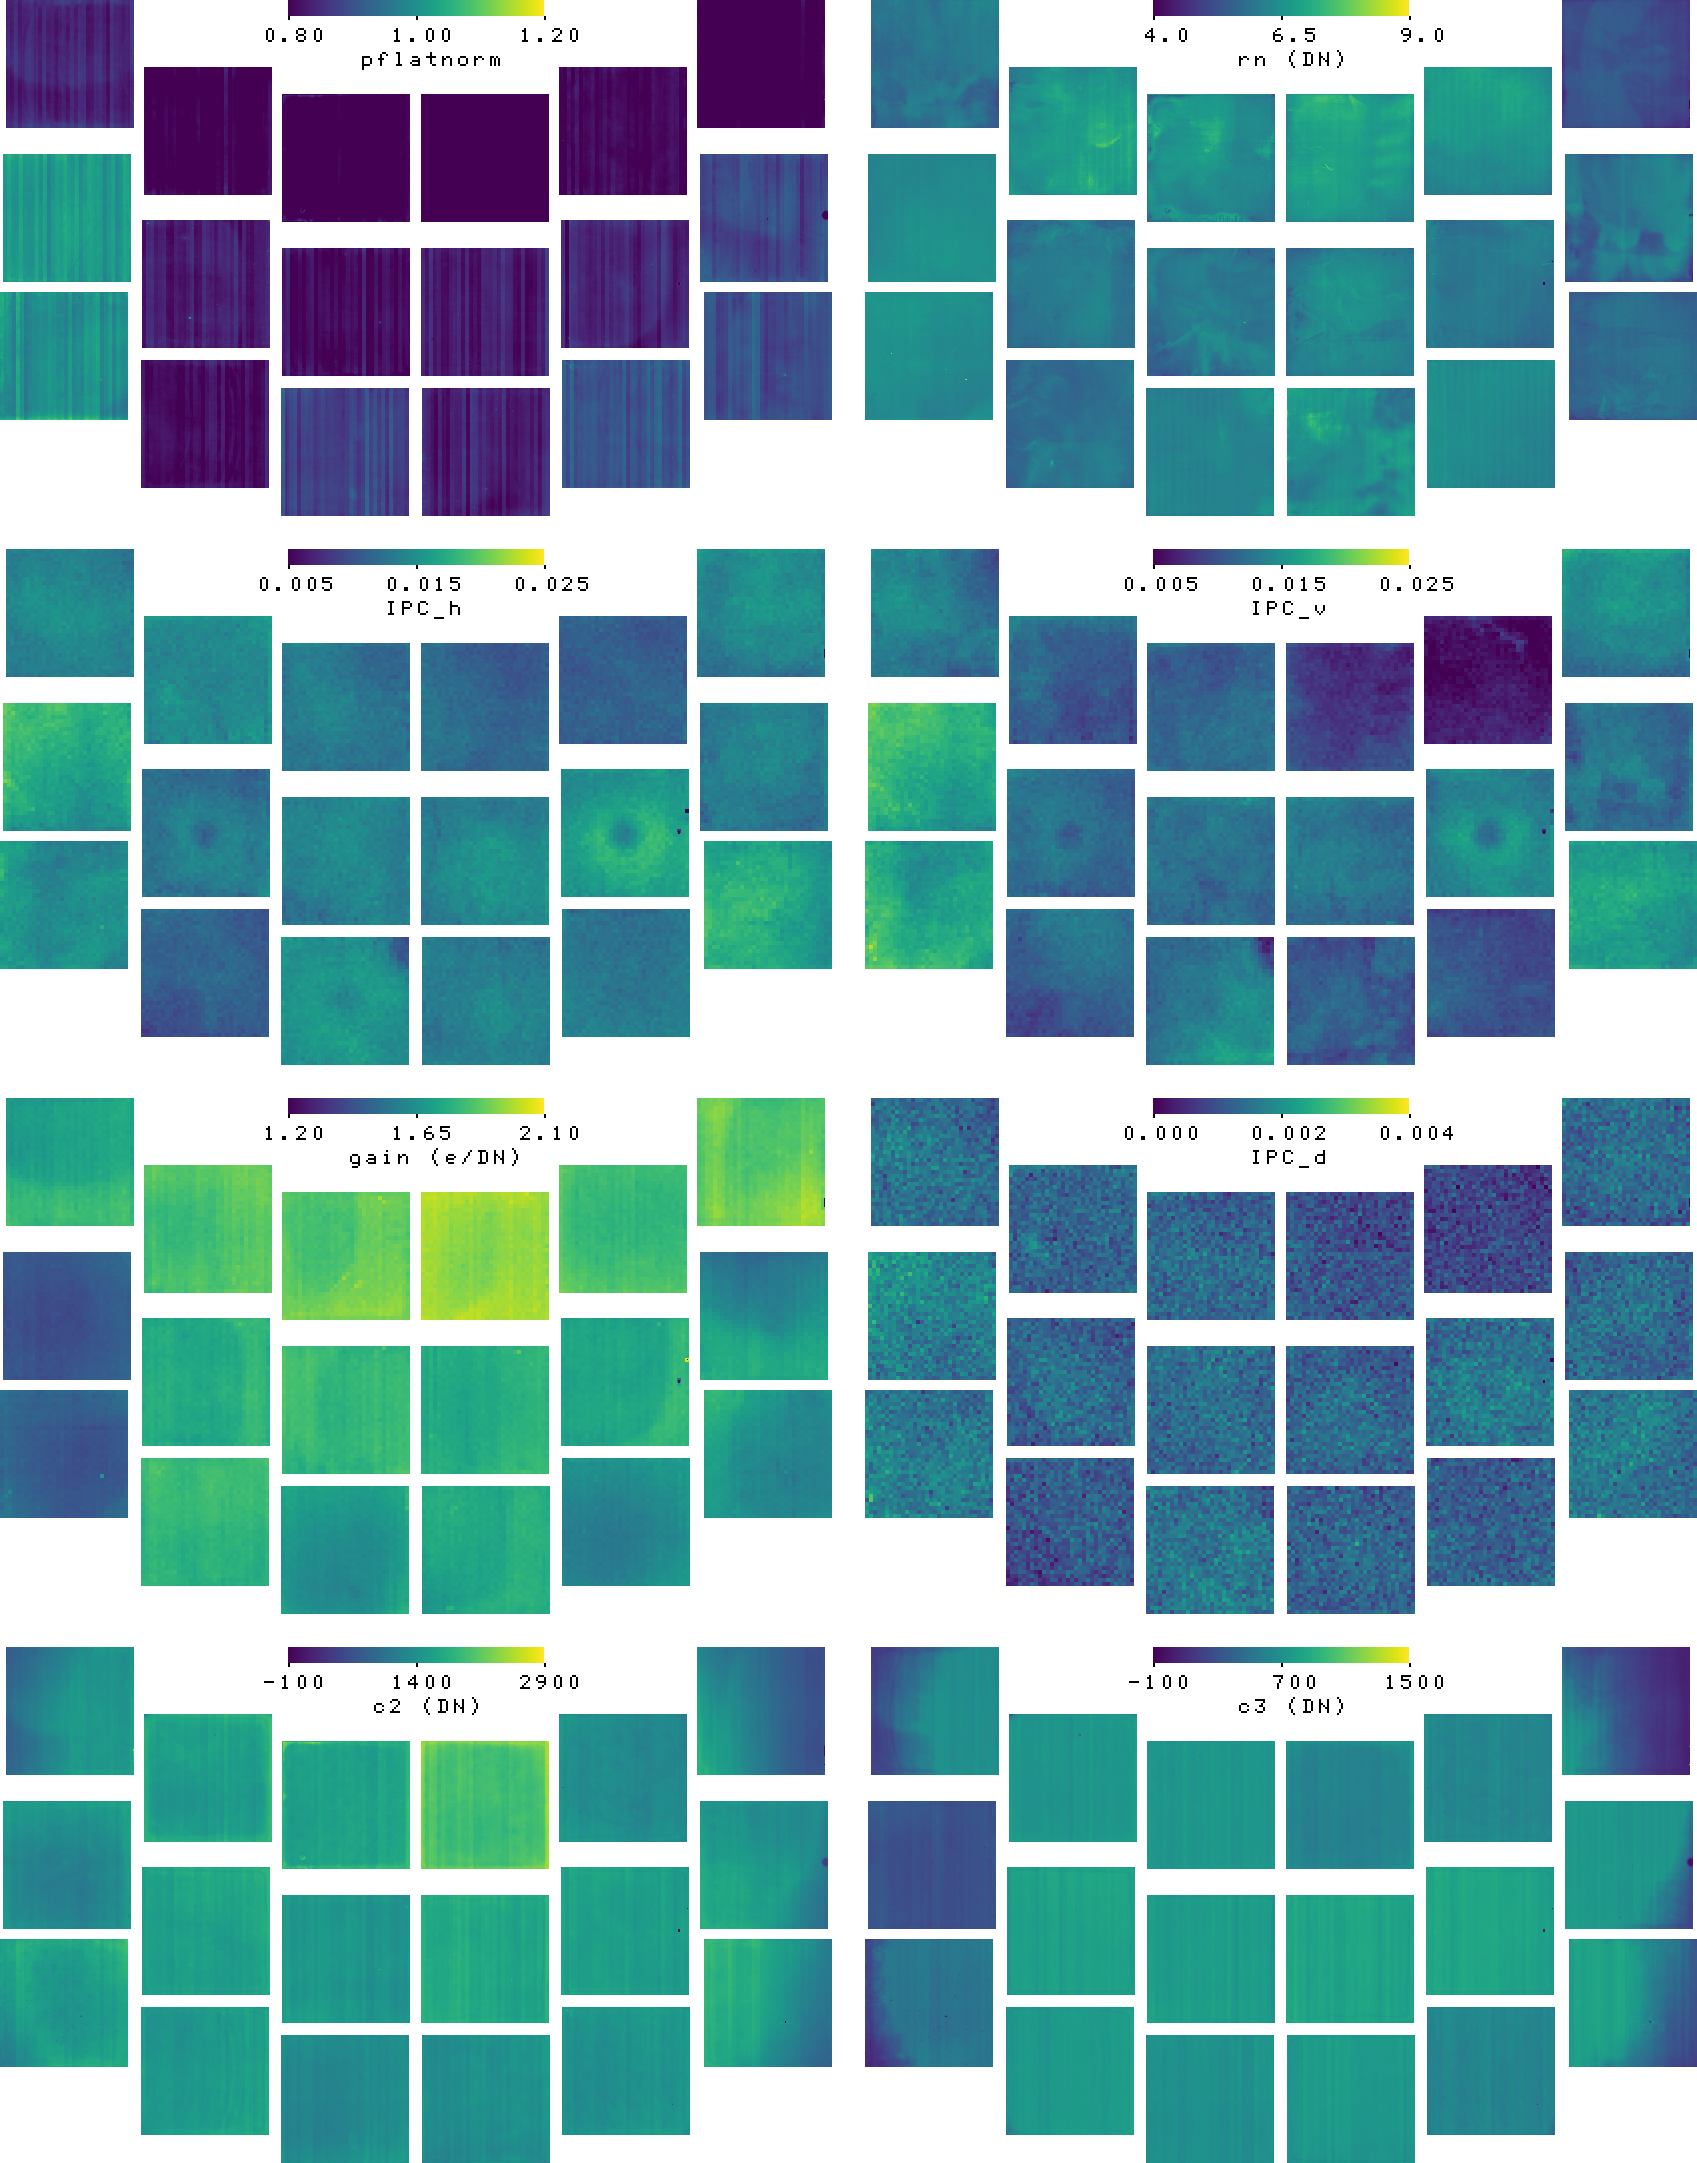 0.80 1.00 1.20
pflatnorm
4.0 6.5 9.0
rn (DN)
0.005 0.015 0.025
IPC_h
0.005 0.015 0.025
IPC_v
1.20 1.65 2.10
gain (e/DN)
0.000 0.002 0.004
IPC_d
-100 1400 2900
c2 (DN)
-100 700 1500
c3 (DN)